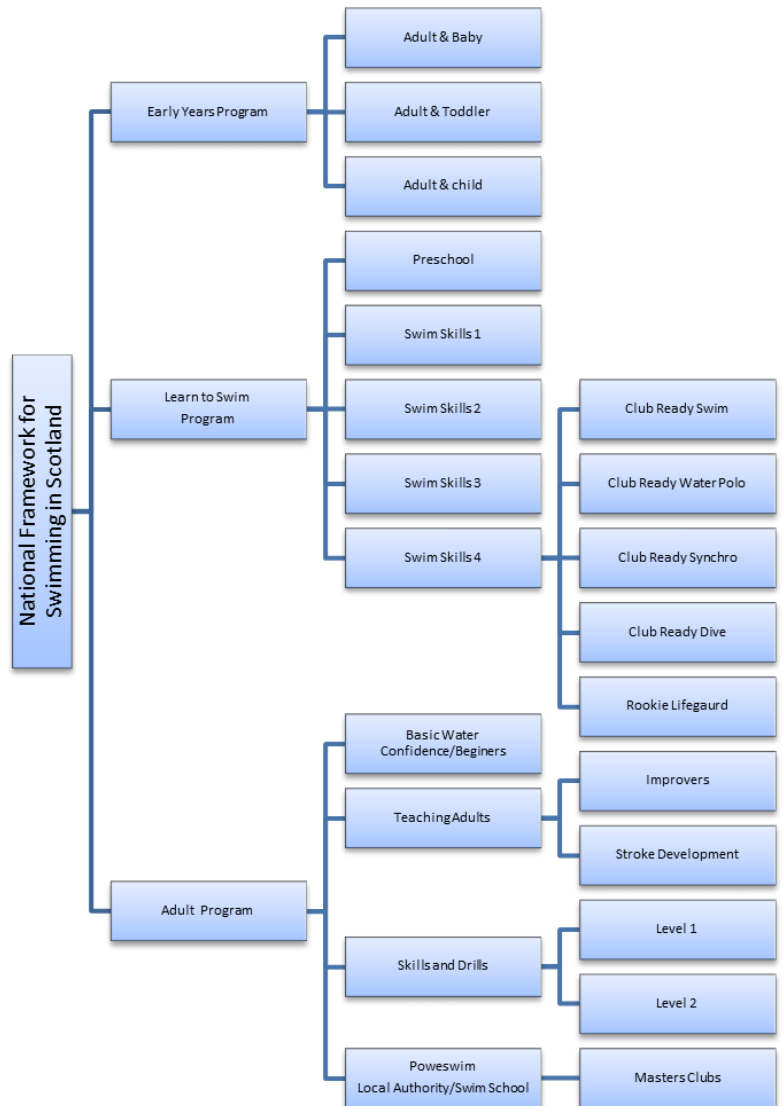 National Framework for
Swimming in Scotland
Early Years Program
Adult & Baby
Adult & Toddler
Adult & child
Learn to Swim
Program
Preschool
Swim Skills 1
Swim Skills 2
Swim Skills 3
Swim Skills 4
Club Ready Swim
Club Ready Water Polo
Club Ready Synchro
Club Ready Dive
Rookie Lifegaurd
Adult Program
Basic Water
Confidence/Beginers
Teaching Adults
Improvers
Stroke Development
Skills and Drills
Level 1
Level 2
Poweswim
Local Authority/Swim School
Masters Clubs